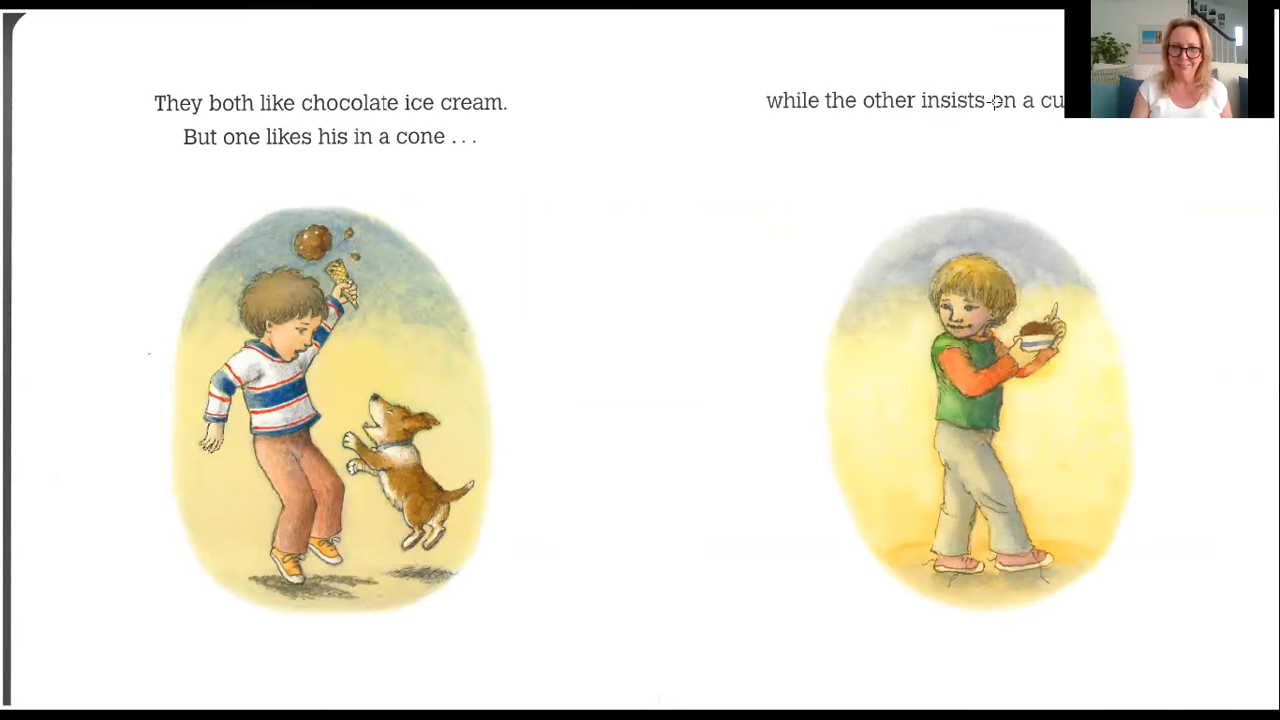 They both like chocolate ice cream.
But one likes his in a cone . . .
while the other insists on a